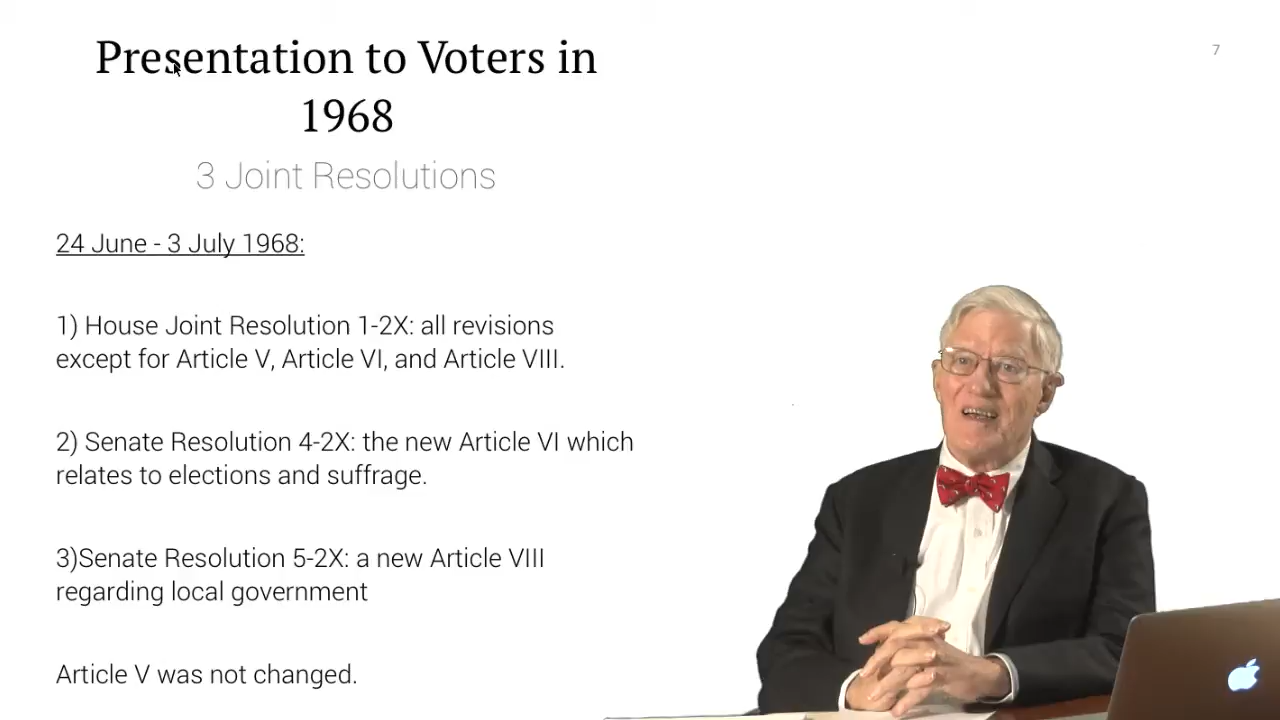 Presentation to Voters in
1968
7
3 Joint Resolutions
24 June - 3 July 1968:
1) House Joint Resolution 1-2X: all revisions
except for Article V, Article VI, and Article VIII.
2) Senate Resolution 4-2X: the new Article VI which
relates to elections and suffrage.
3)Senate Resolution 5-2X: a new Article VIII
regarding local government
Article V was not changed.